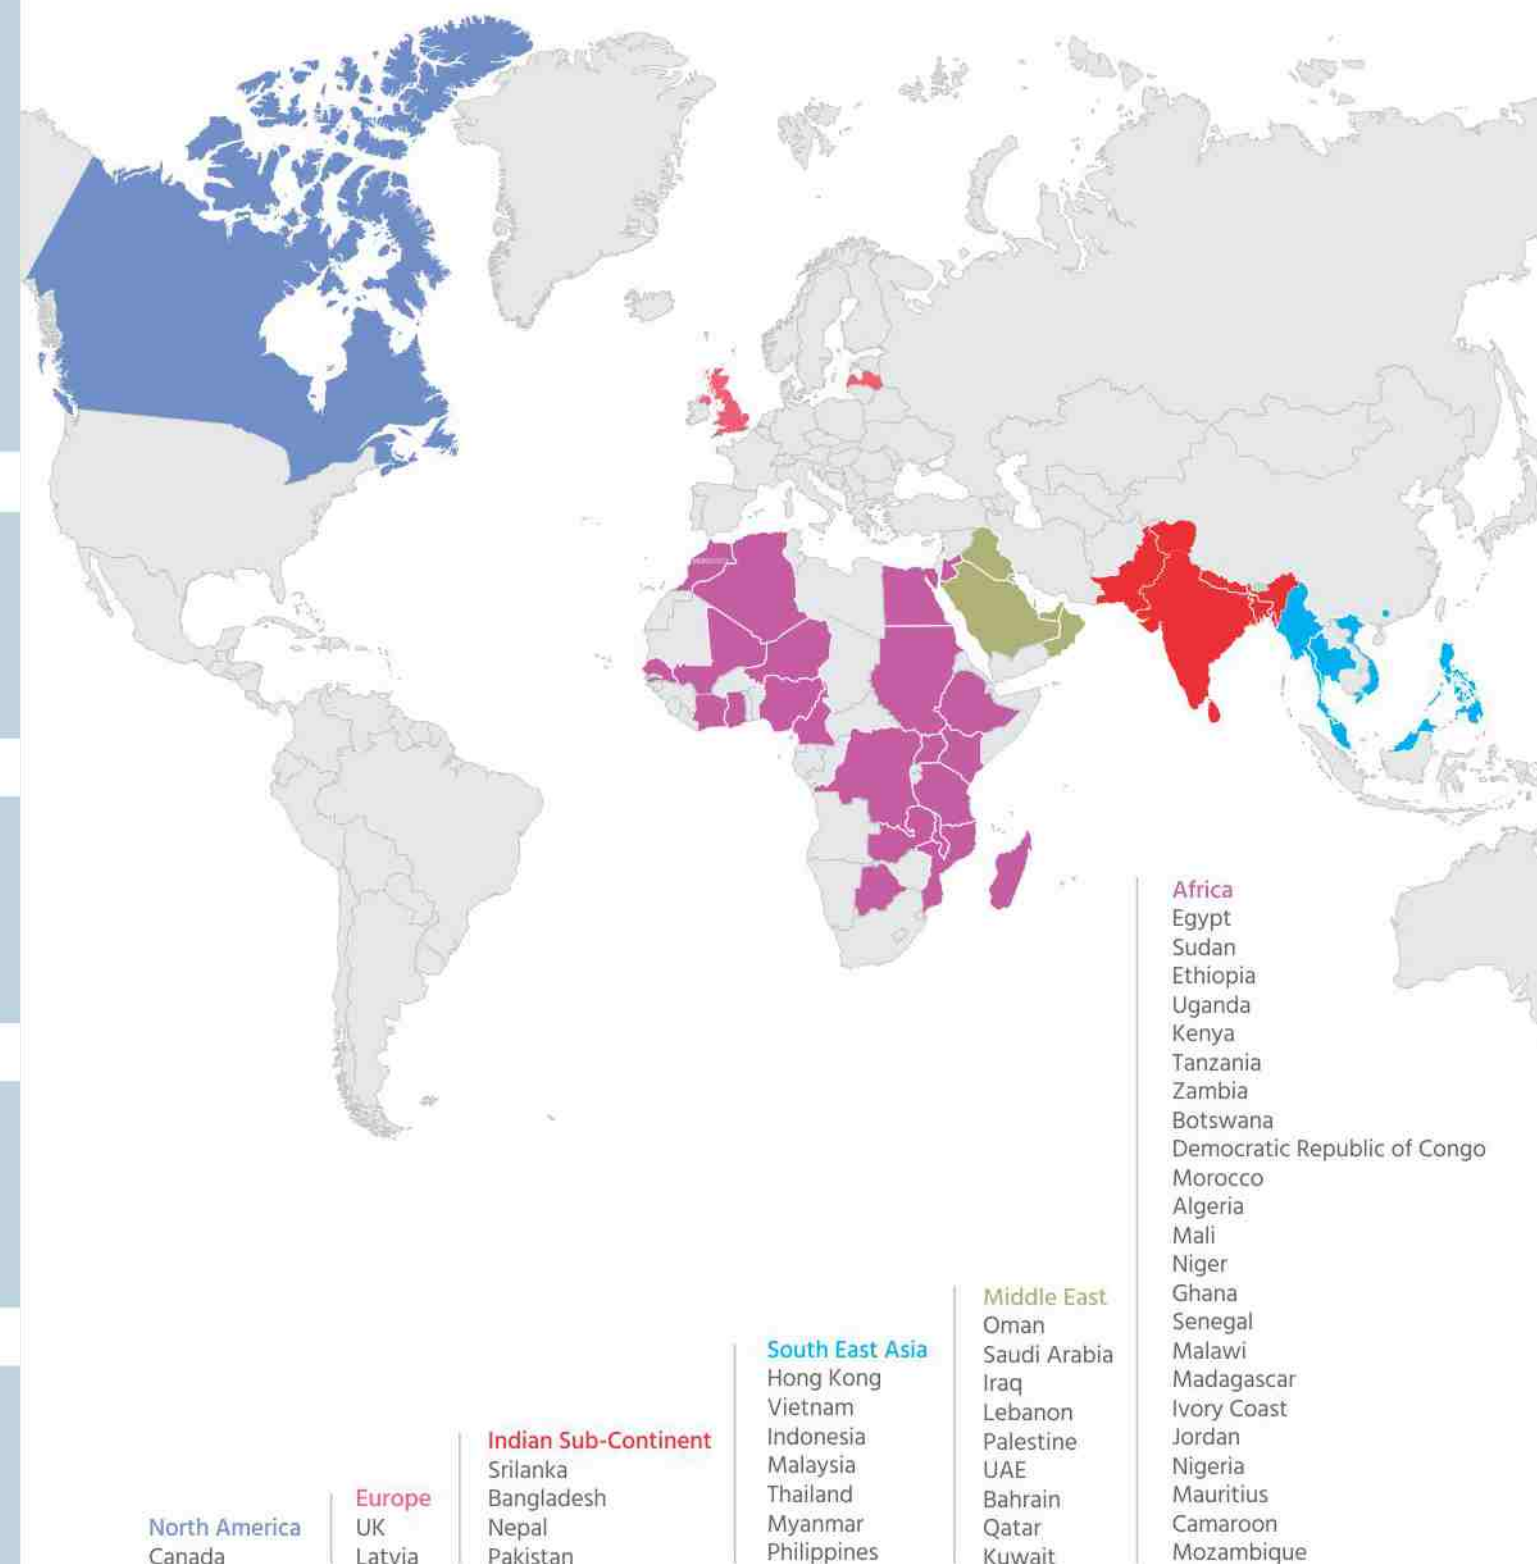 North America
Canada
Europe
UK
Latvia
Indian Sub-Continent
Srilanka
Bangladesh
Nepal
Pakistan
South East Asia
Hong Kong
Vietnam
Indonesia
Malaysia
Thailand
Myanmar
Philippines
Middle East
Oman
Saudi Arabia
Iraq
Lebanon
Palestine
UAE
Bahrain
Qatar
Kuwait
Africa
Egypt
Sudan
Ethiopia
Uganda
Kenya
Tanzania
Zambia
Botswana
Democratic Republic of Congo
Morocco
Algeria
Mali
Niger
Ghana
Senegal
Malawi
Madagascar
Ivory Coast
Jordan
Nigeria
Mauritius
Camaroon
Mozambique